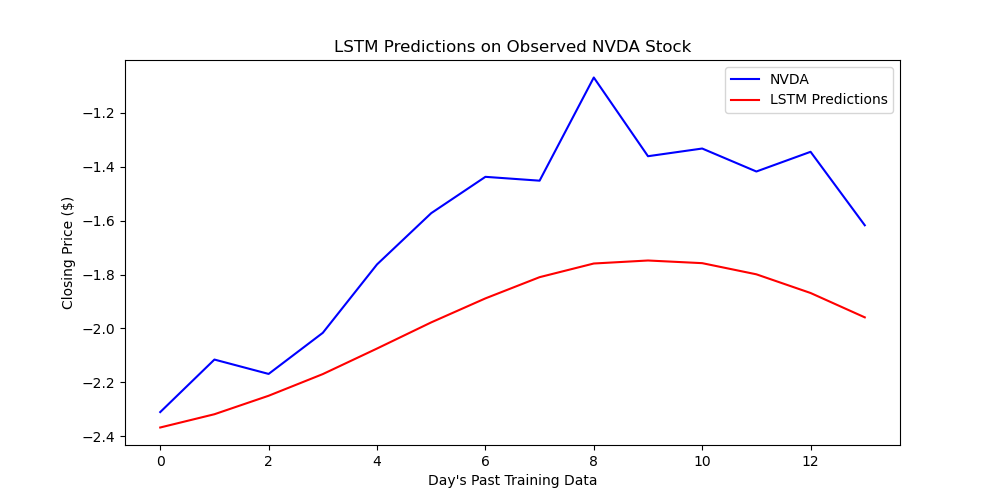 LSTM Predictions on Observed NVDA Stock
NVDA
LSTM Predictions
Closing Price ($)
−1.2
−1.4
−1.6
−1.8
−2.0
−2.2
−2.4
0 2 4 6 8 10 12
Day's Past Training Data